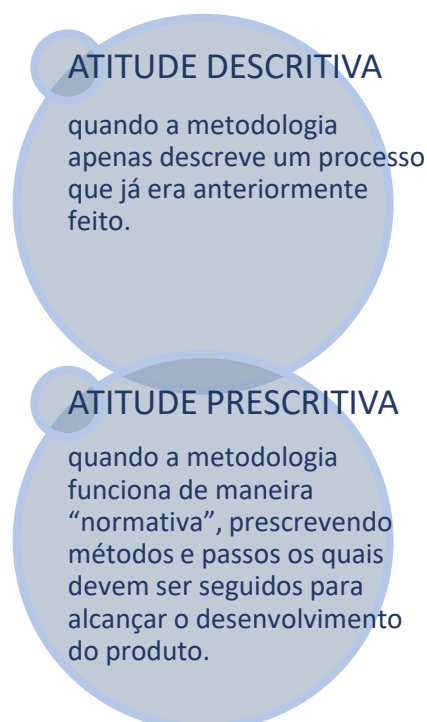 ATITUDE DESCRITIVA
quando a metodologia
apenas descreve um processo
que já era anteriormente
feito.
ATITUDE PRESCRITIVA
quando a metodologia
funciona de maneira
“normativa”, prescrevendo
métodos e passos os quais
devem ser seguidos para
alcançar o desenvolvimento
do produto.